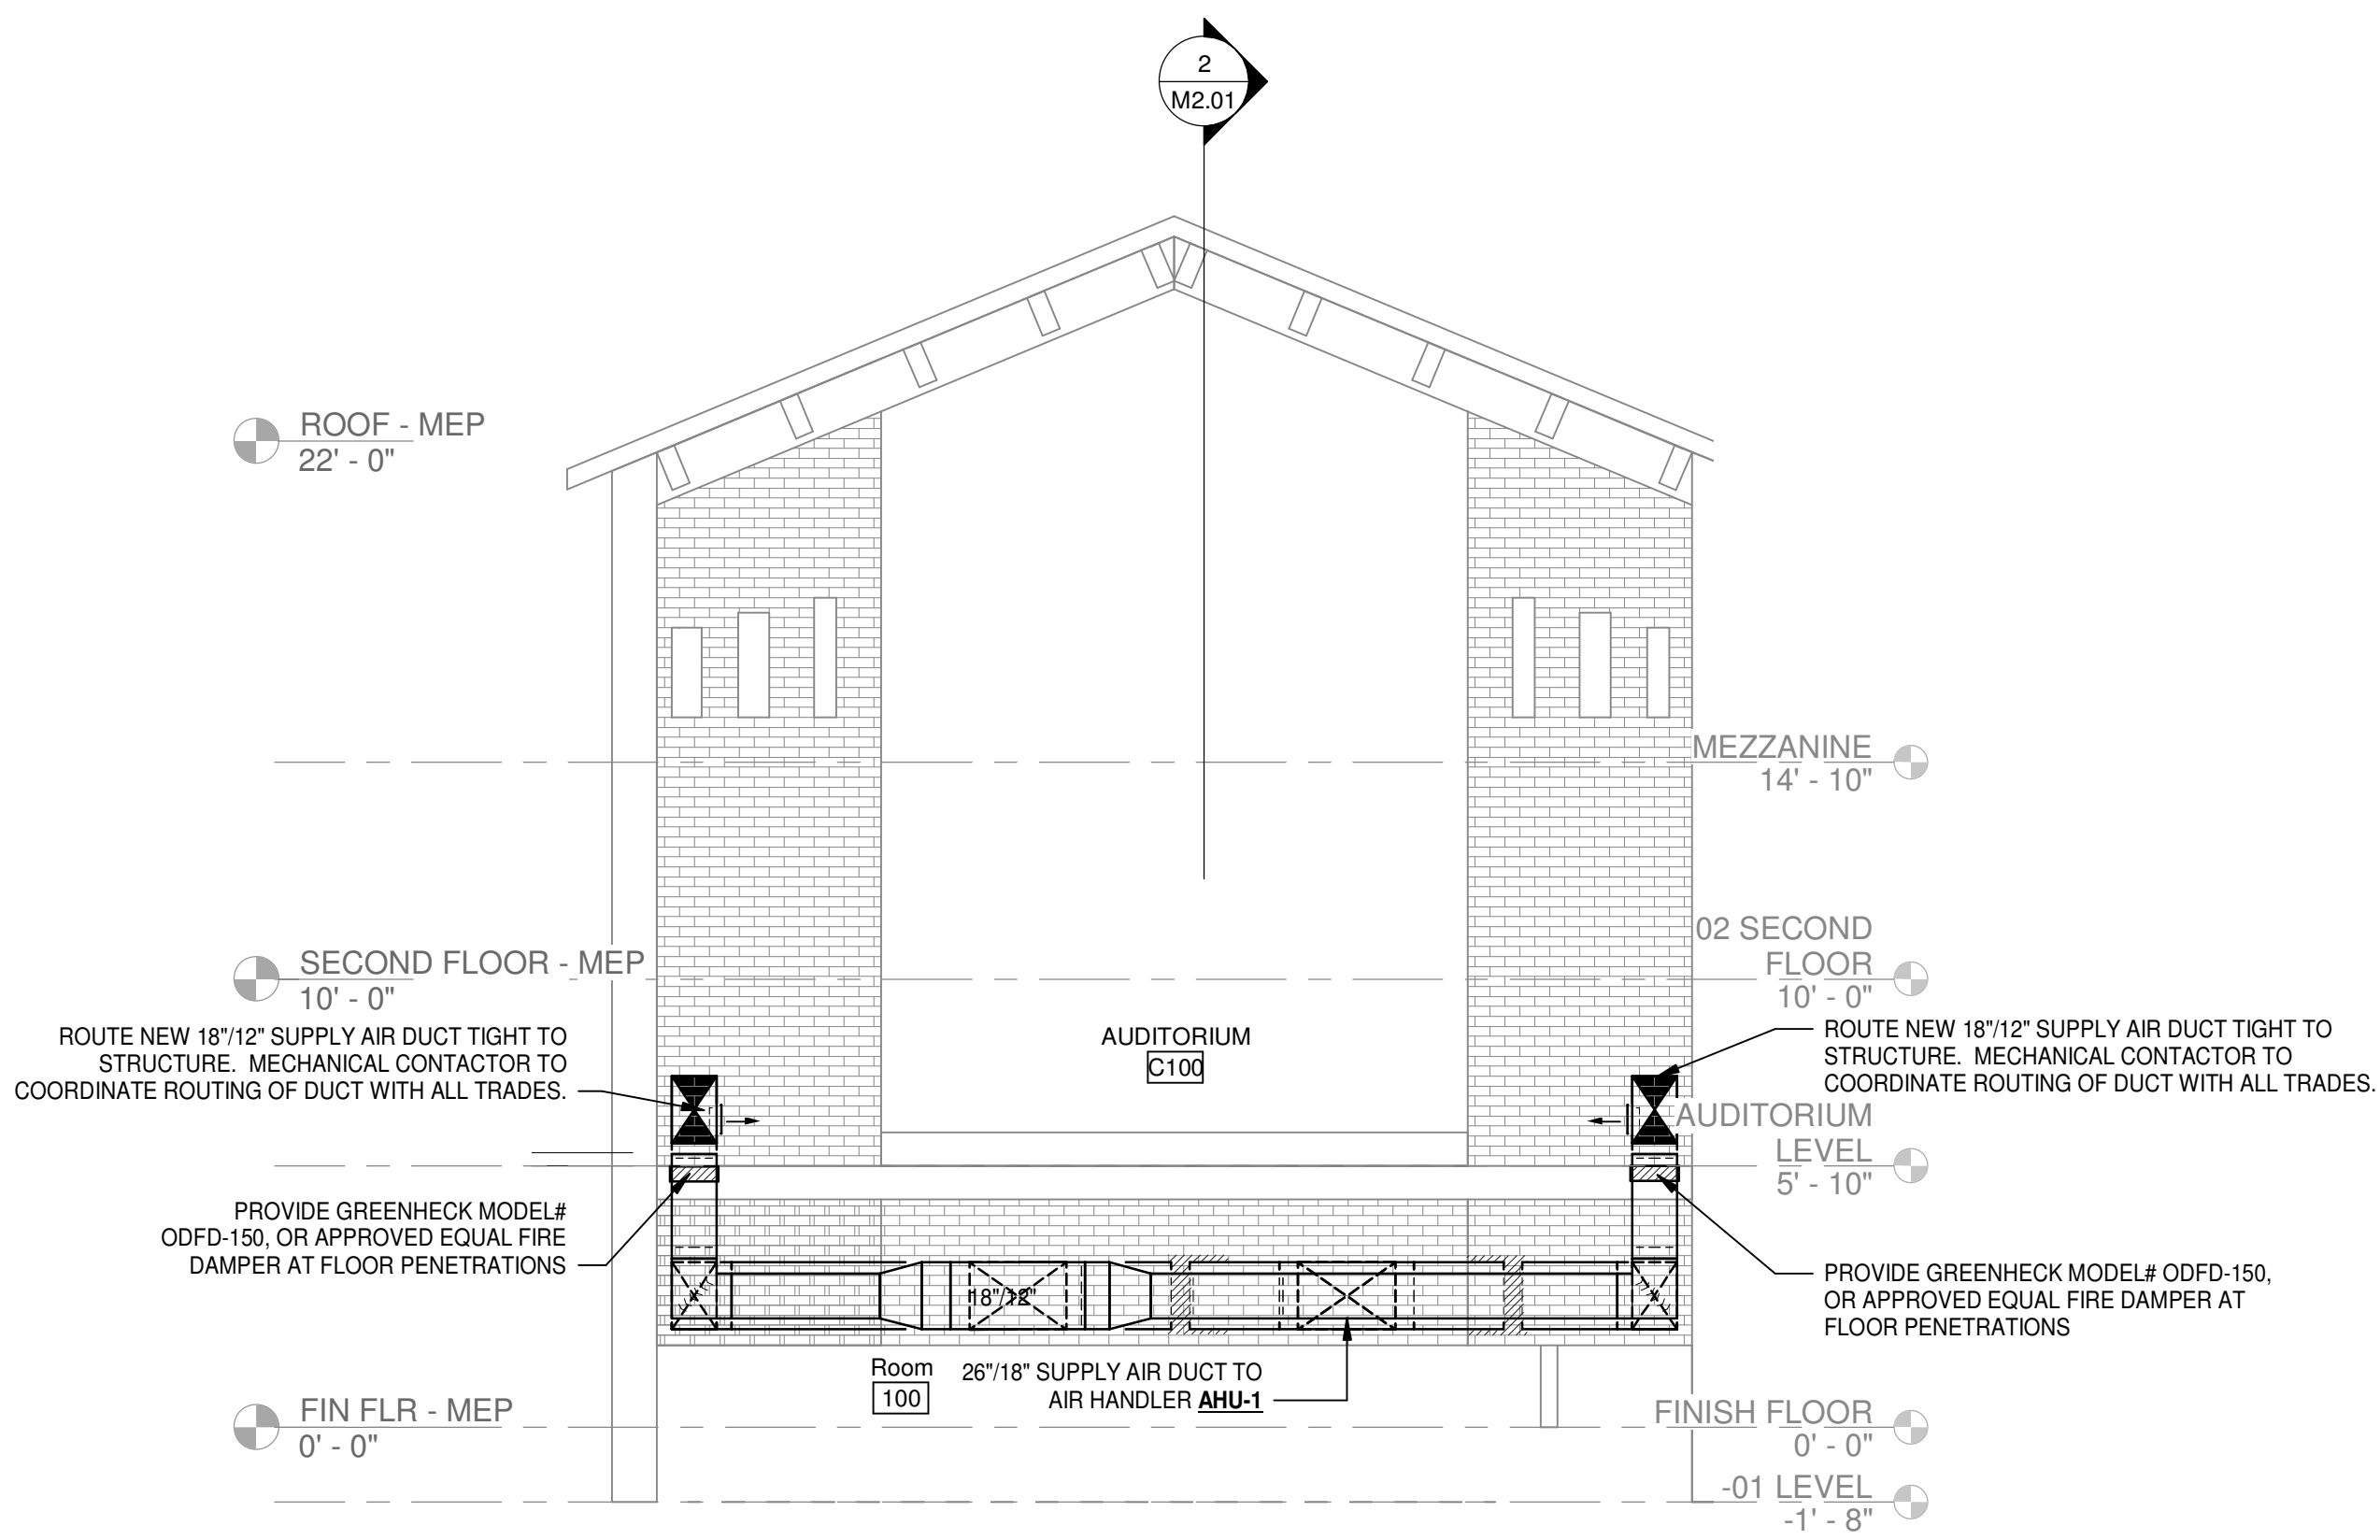 2
M2.01
ROOF - MEP
22' - 0"
MEZZANINE
14' - 10"
02 SECOND
FLOOR
10' - 0"
SECOND FLOOR - MEP
10' - 0"
ROUTE NEW 18"/12" SUPPLY AIR DUCT TIGHT TO
STRUCTURE. MECHANICAL CONTACTOR TO
COORDINATE ROUTING OF DUCT WITH ALL TRADES.
AUDITORIUM
C100
ROUTE NEW 18"/12" SUPPLY AIR DUCT TIGHT TO
STRUCTURE. MECHANICAL CONTACTOR TO
COORDINATE ROUTING OF DUCT WITH ALL TRADES.
AUDITORIUM
LEVEL
5' - 10"
PROVIDE GREENHECK MODEL#
ODFD-150, OR APPROVED EQUAL FIRE
DAMPER AT FLOOR PENETRATIONS
PROVIDE GREENHECK MODEL# ODFD-150,
OR APPROVED EQUAL FIRE DAMPER AT
FLOOR PENETRATIONS
18"/12"
Room
100
26"/18" SUPPLY AIR DUCT TO
AIR HANDLER AHU-1
FIN FLR - MEP
0' - 0"
FINISH FLOOR
0' - 0"
-01 LEVEL
-1' - 8"